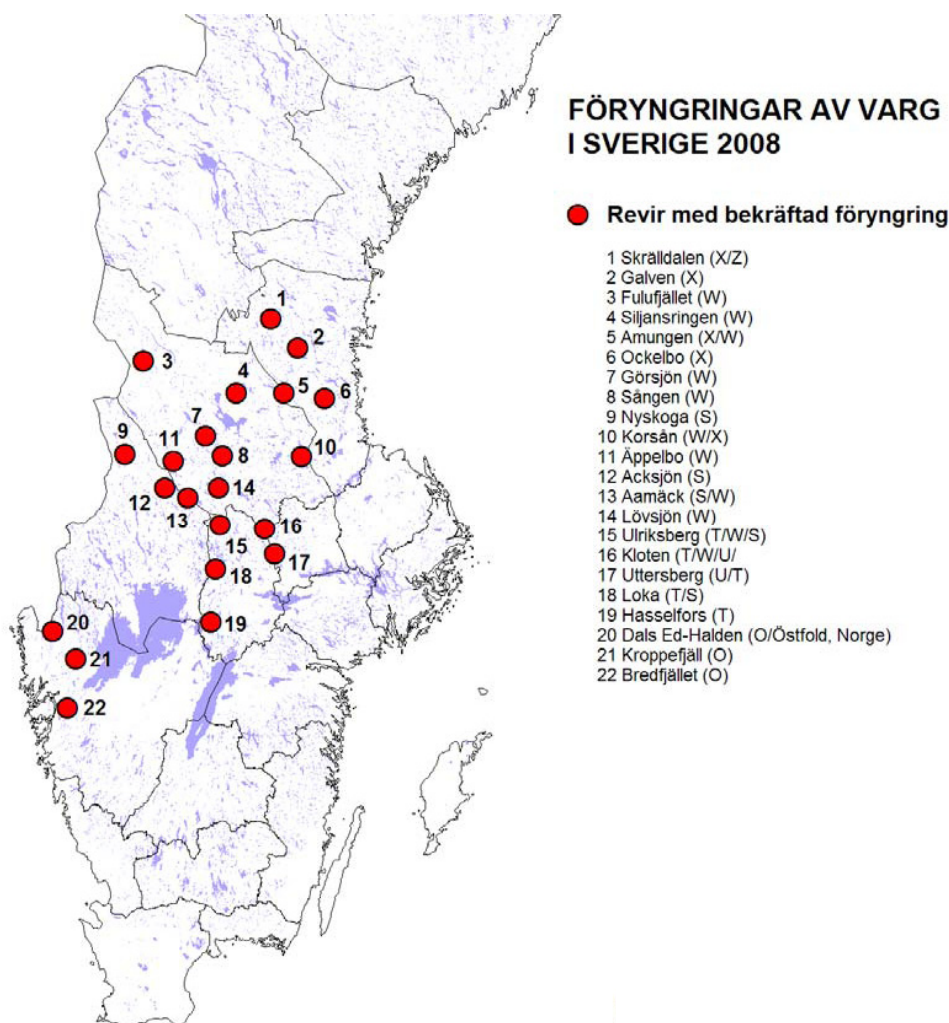 FÖRYNGRINGAR AV VARG
I SVERIGE 2008
Revir med bekräftad föryngring
1 Skrälldalen (X/Z)
2 Galven (X)
3 Fulufjället (W)
4 Siljansringen (W)
5 Amungen (X/W)
6 Ockelbo (X)
7 Görsjön (W)
8 Sången (W)
9 Nyskoga (S)
10 Korsån (W/X)
11 Äppelbo (W)
12 Acksjön (S)
13 Aamäck (S/W)
14 Lövsjön (W)
15 Ulriksberg (T/W/S)
16 Kloten (T/W/U/
17 Uttersberg (U/T)
18 Loka (T/S)
19 Hasselfors (T)
20 Dals Ed-Halden (O/Östfold, Norge)
21 Kroppefjäll (O)
22 Bredfjället (O)
1
2
3
4
5
6
7
8
9
10
11
12
13
14
15
16
17
18
19
20
21
22